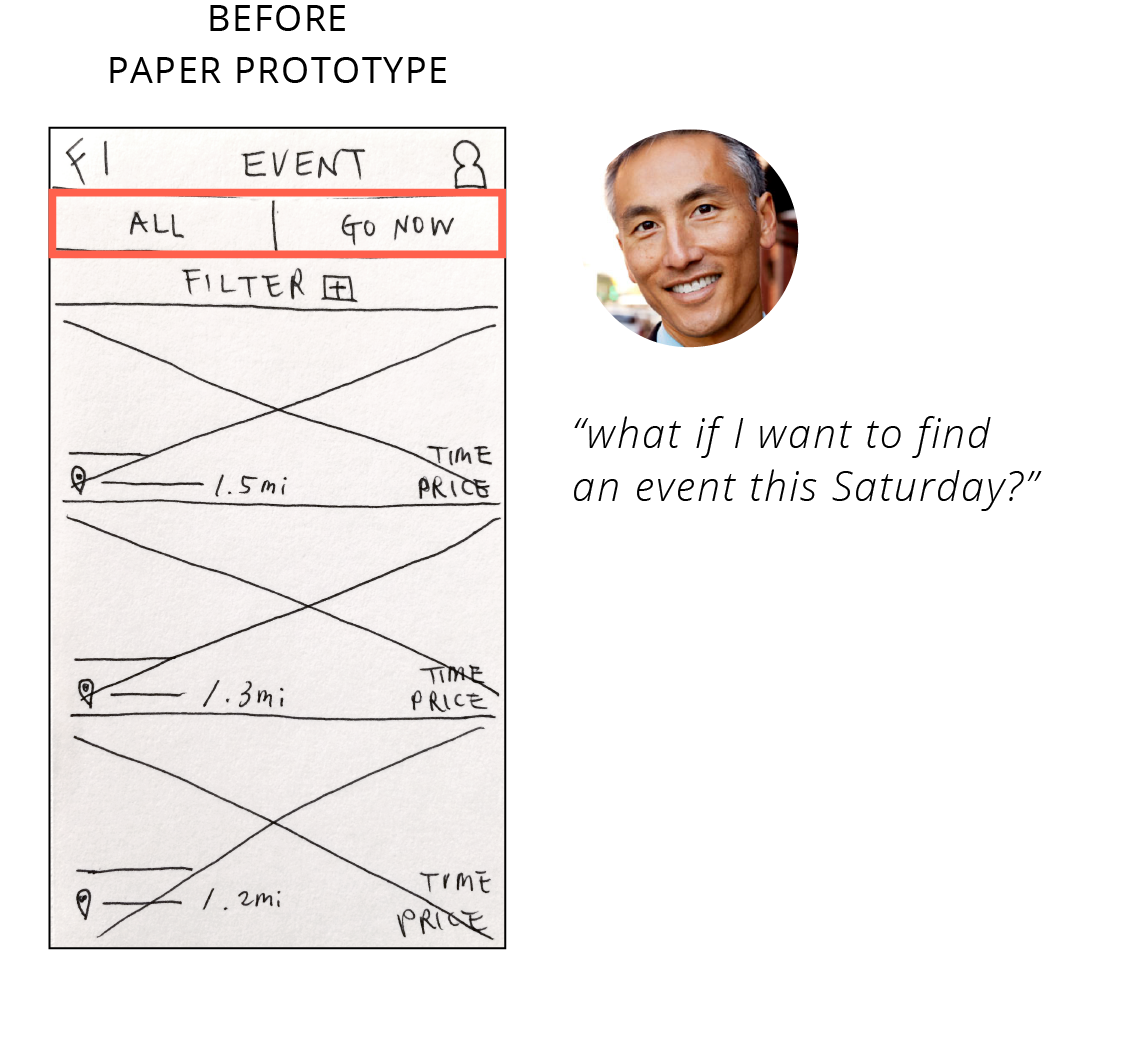 BEFORE
PAPER PROTOTYPE
F1 EVENT
ALL | GO NOW
FILTER +
TIME
1.5mi PRICE
TIME
1.3mi PRICE
TIME
1.2mi PRICE
“what if I want to find
an event this Saturday?”